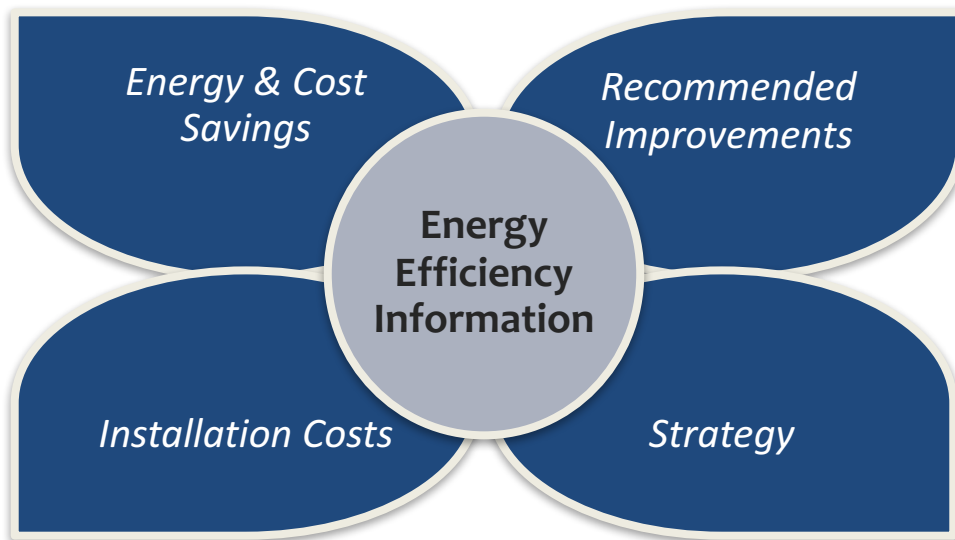 Energy & Cost
Savings
Recommended
Improvements
Energy
Efficiency
Information
Installation Costs
Strategy